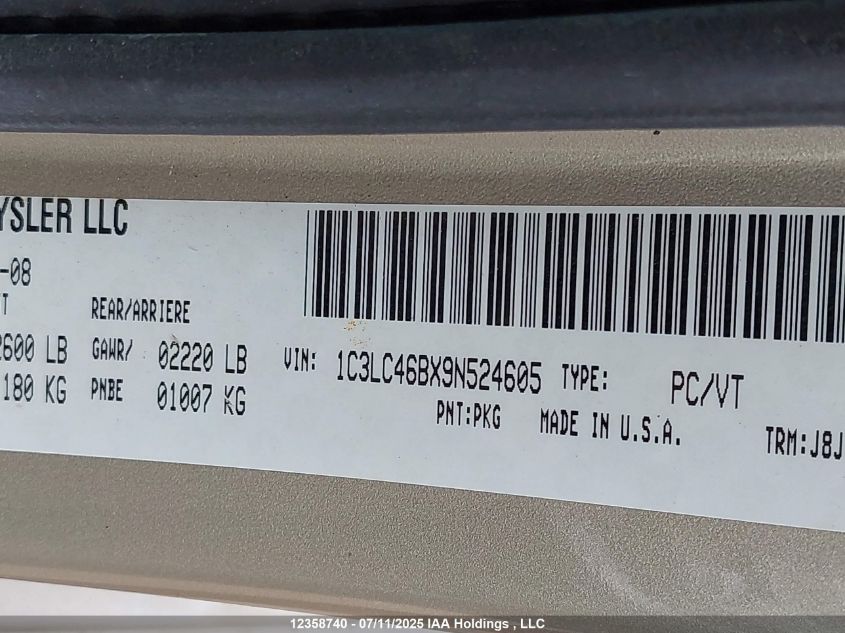 YSLER LLC
-08
T REAR/ARRIERE
2600 LB GAWR/ 02220 LB VIN: 1C3LC46BX9N524605 TYPE: PC/VT
180 KG PNBE 01007 KG PNT:PKG MADE IN U.S.A. TRM:J8J
12358740 - 07/11/2025 IAA Holdings , LLC